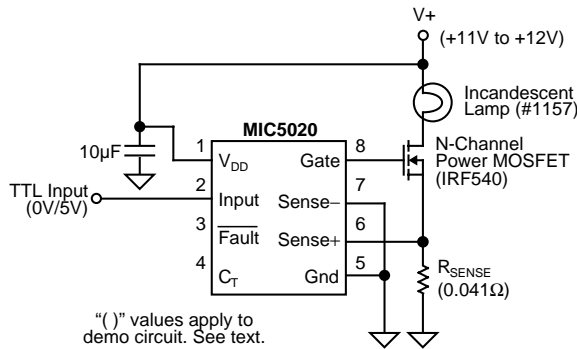 V+
(+11V to +12V)
Incandescent
Lamp (#1157)
MIC5020
N-Channel
Power MOSFET
(IRF540)
10µF
1
VDD
Gate
8
TTL Input
(0V/5V)
2
Input
Sense−
7
3
Fault
Sense+
6
4
CT
Gnd
5
RSENSE
(0.041Ω)
“( )” values apply to
demo circuit. See text.